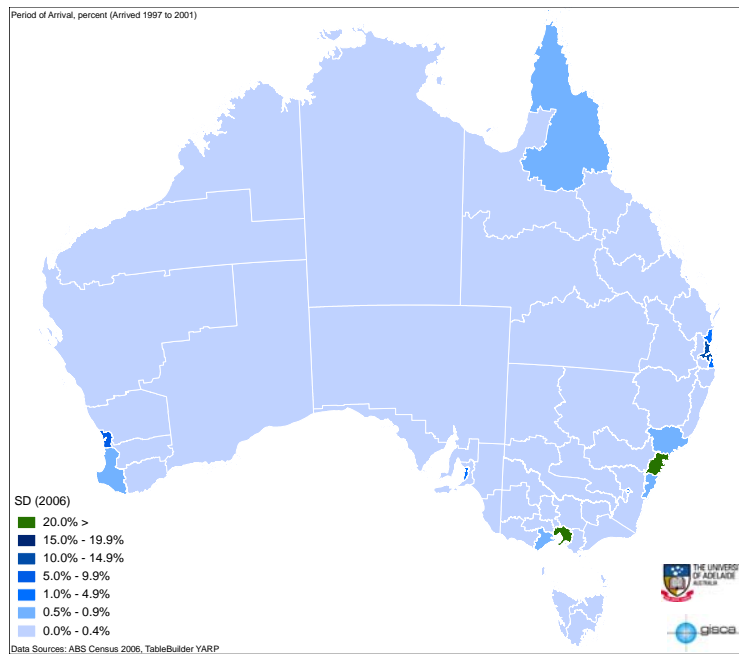 Period of Arrival, percent (Arrived 1997 to 2001)
SD (2006)
20.0% >
15.0% - 19.9%
10.0% - 14.9%
5.0% - 9.9%
1.0% - 4.9%
0.5% - 0.9%
0.0% - 0.4%
THE UNIVERSI
OF ADELAIDE
AUSTRALIA
gisca
Data Sources: ABS Census 2006, TableBuilder YARP